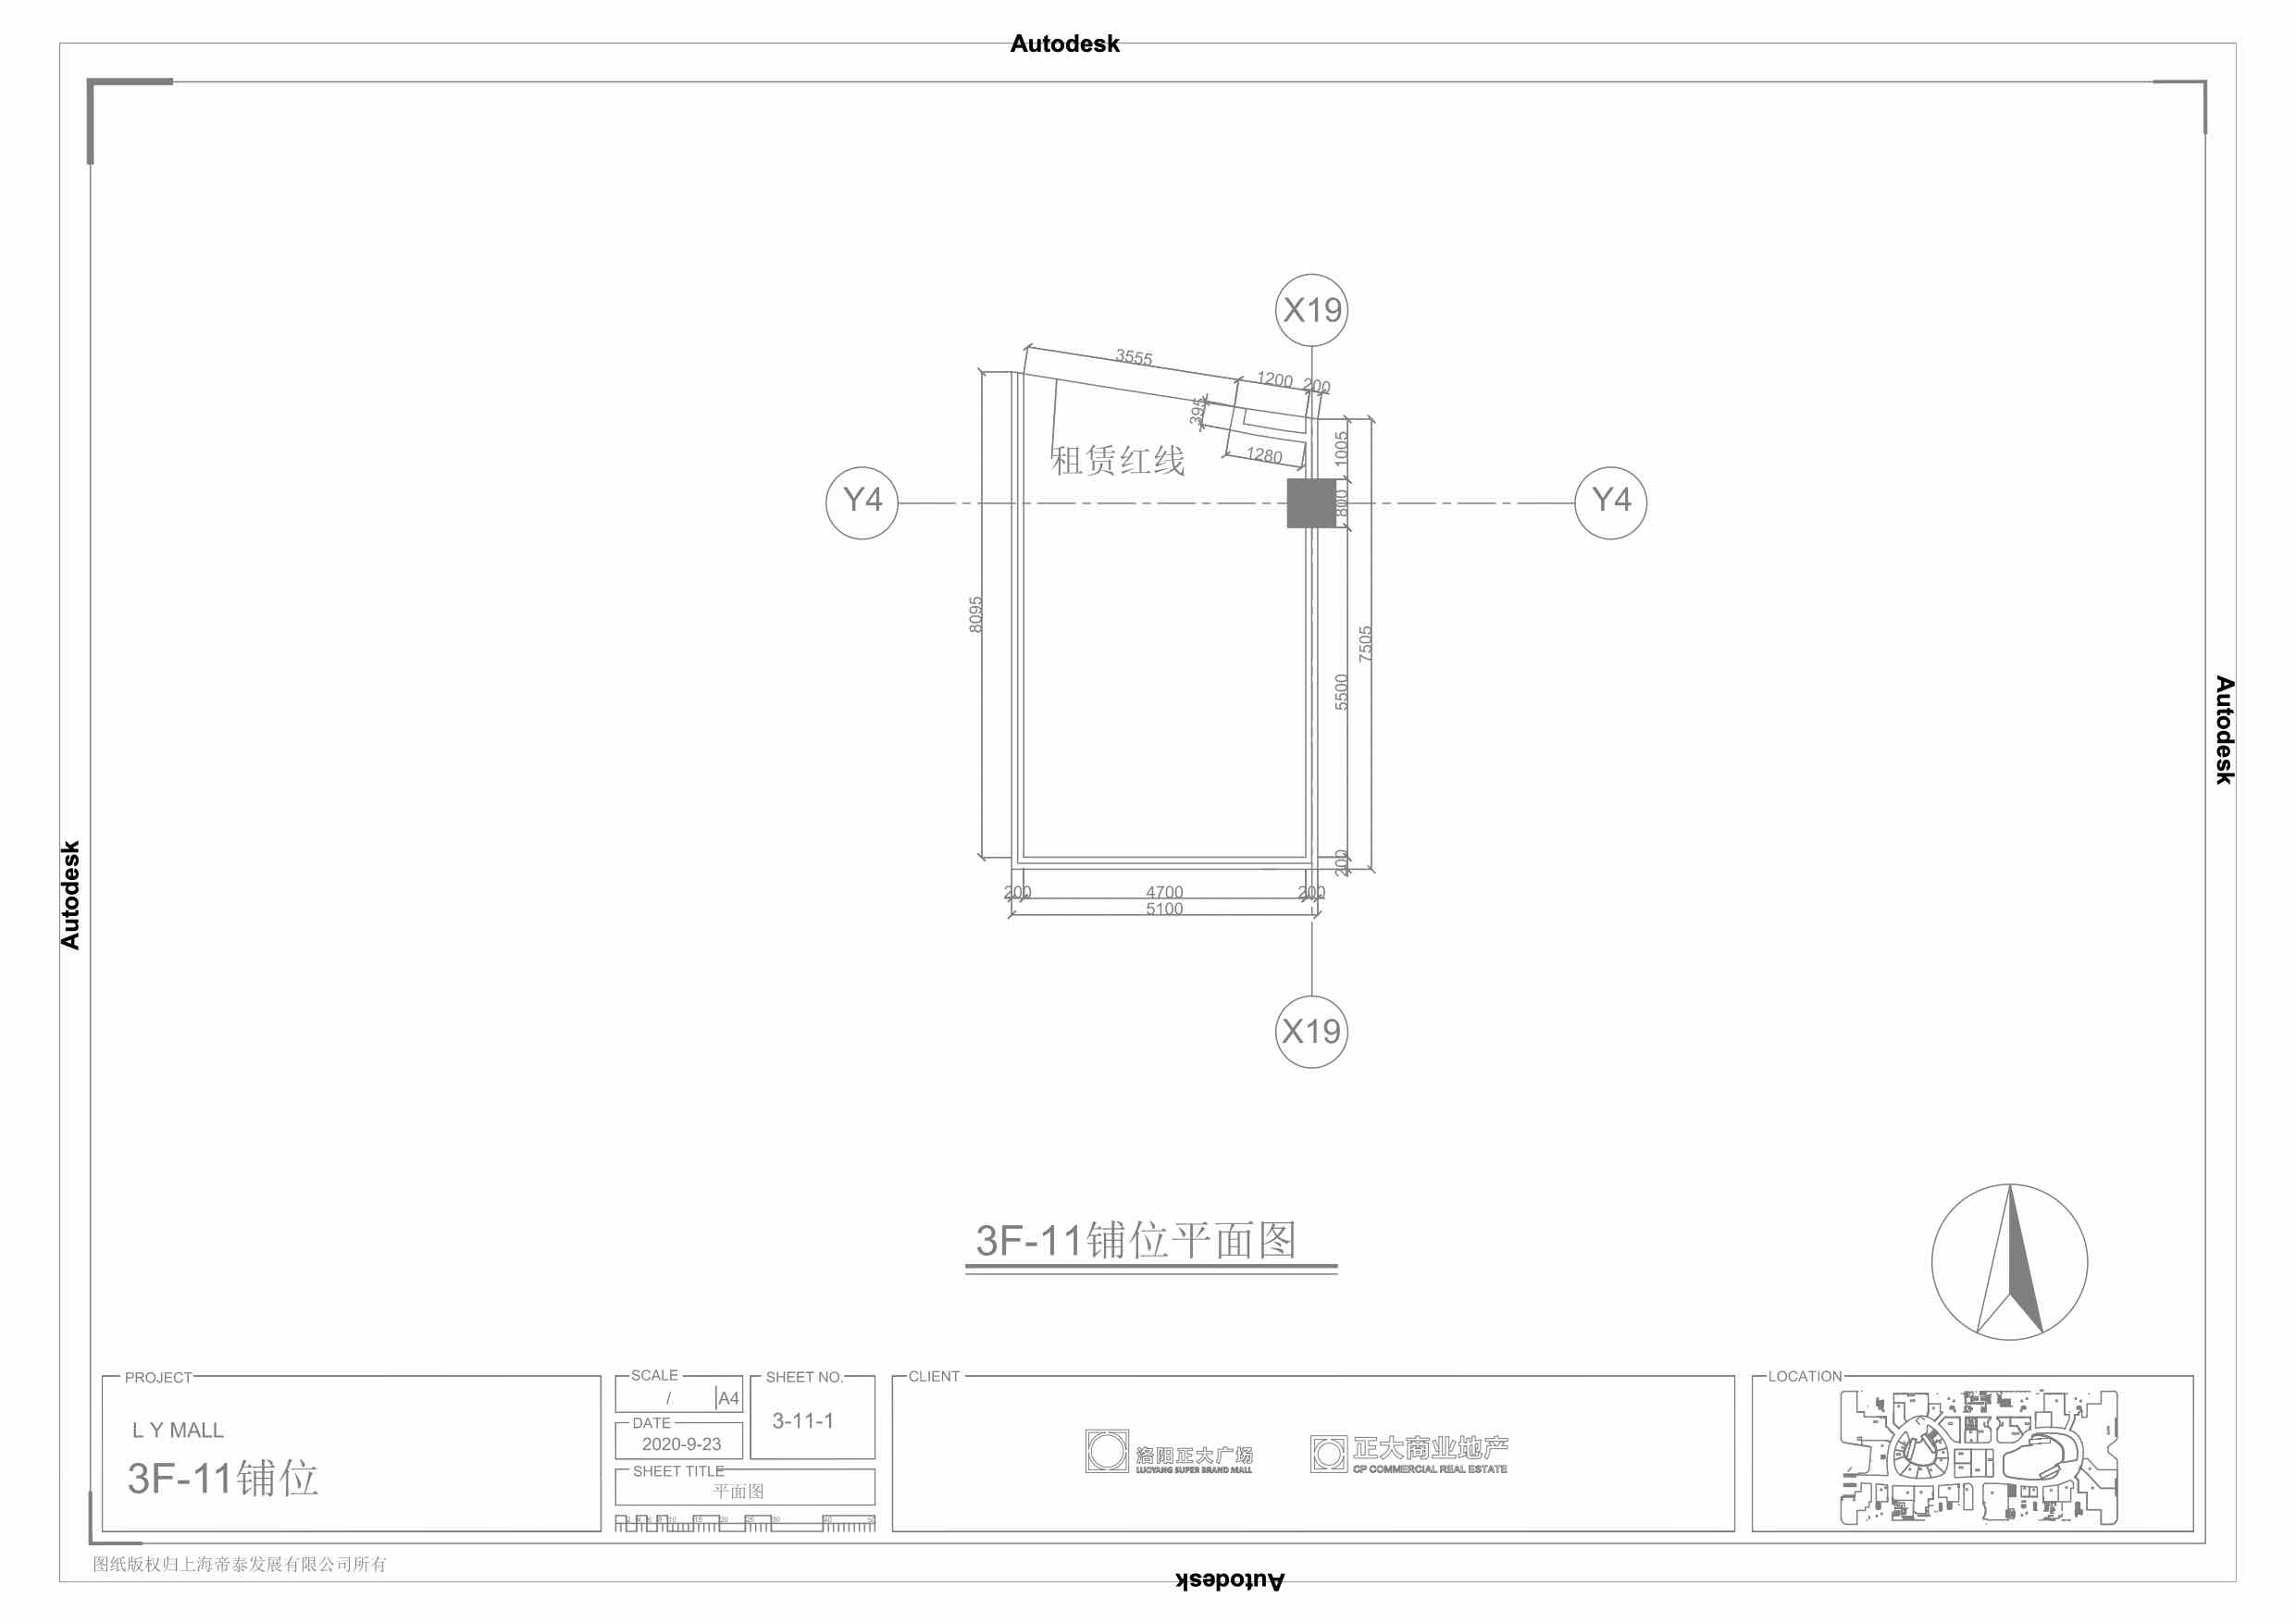 Autodesk
X19
3555
1200
200
395
1280
1005
租赁红线
Y4
Y4
800
8095
7505
5500
200
200
4700
200
5100
X19
Autodesk
Autodesk
3F-11铺位平面图
PROJECT
L Y MALL
3F-11铺位
SCALE
/
A4
SHEET NO.
3-11-1
DATE
2020-9-23
SHEET TITLE
平面图
CLIENT
洛阳正大广场
LUOYANG SUPER BRAND MALL
正大商业地产
CP COMMERCIAL REAL ESTATE
LOCATION
图纸版权归上海帝泰发展有限公司所有
Autodesk